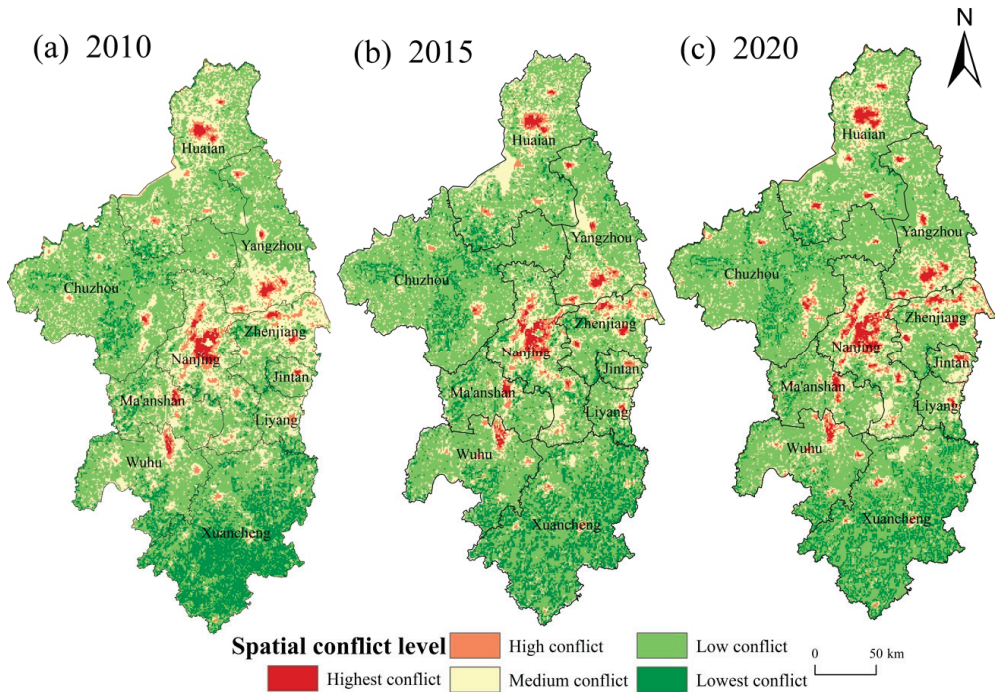 (a) 2010
(b) 2015
(c) 2020
N
Huaian
Yangzhou
Chuzhou
Zhenjiang
Nanjing
Jintan
Ma'anshan
Liyang
Wuhu
Xuancheng
Huaian
Yangzhou
Chuzhou
Zhenjiang
Nanjing
Jintan
Ma'anshan
Liyang
Wuhu
Xuancheng
Huaian
Yangzhou
Chuzhou
Zhenjiang
Nanjing
Jintan
Ma'anshan
Liyang
Wuhu
Xuancheng
Spatial conflict level
High conflict
Low conflict
Highest conflict
Medium conflict
Lowest conflict
0 50 km